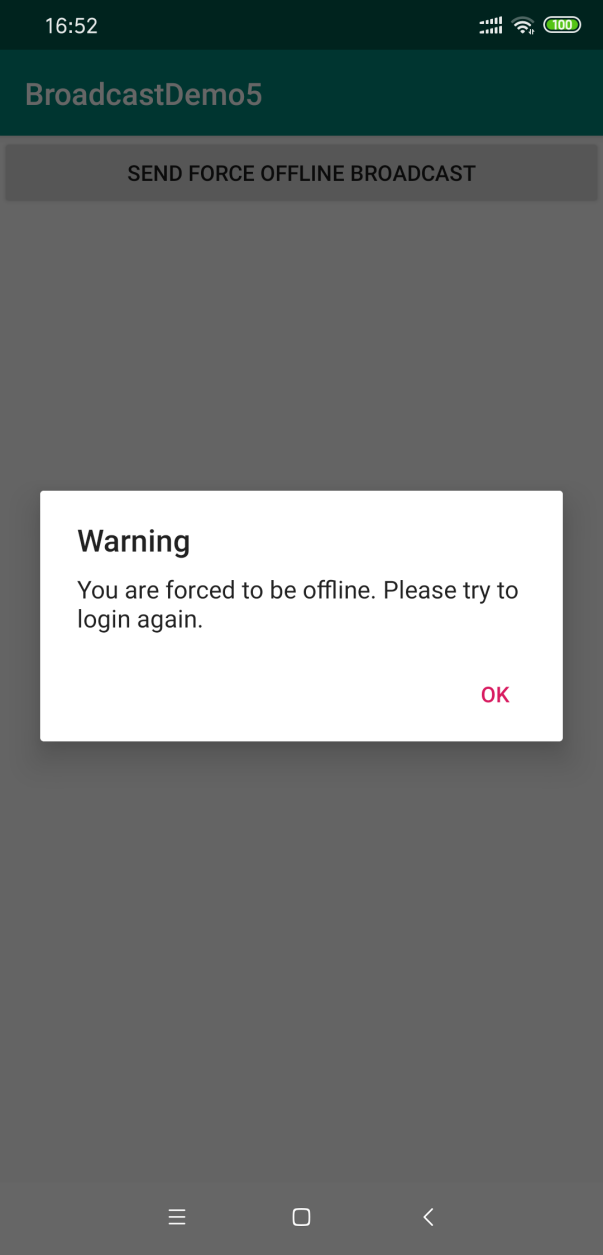 16:52
100
BroadcastDemo5
SEND FORCE OFFLINE BROADCAST
Warning
You are forced to be offline. Please try to
login again.
OK